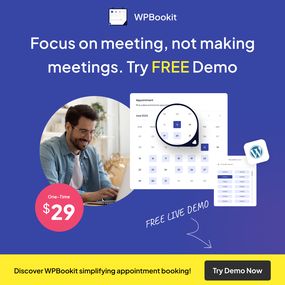 WPBookit
Focus on meeting, not making
meetings. Try FREE Demo
Appointment
One-Time
$29
FREE LIVE DEMO
Discover WPBookit simplifying appointment booking!
Try Demo Now